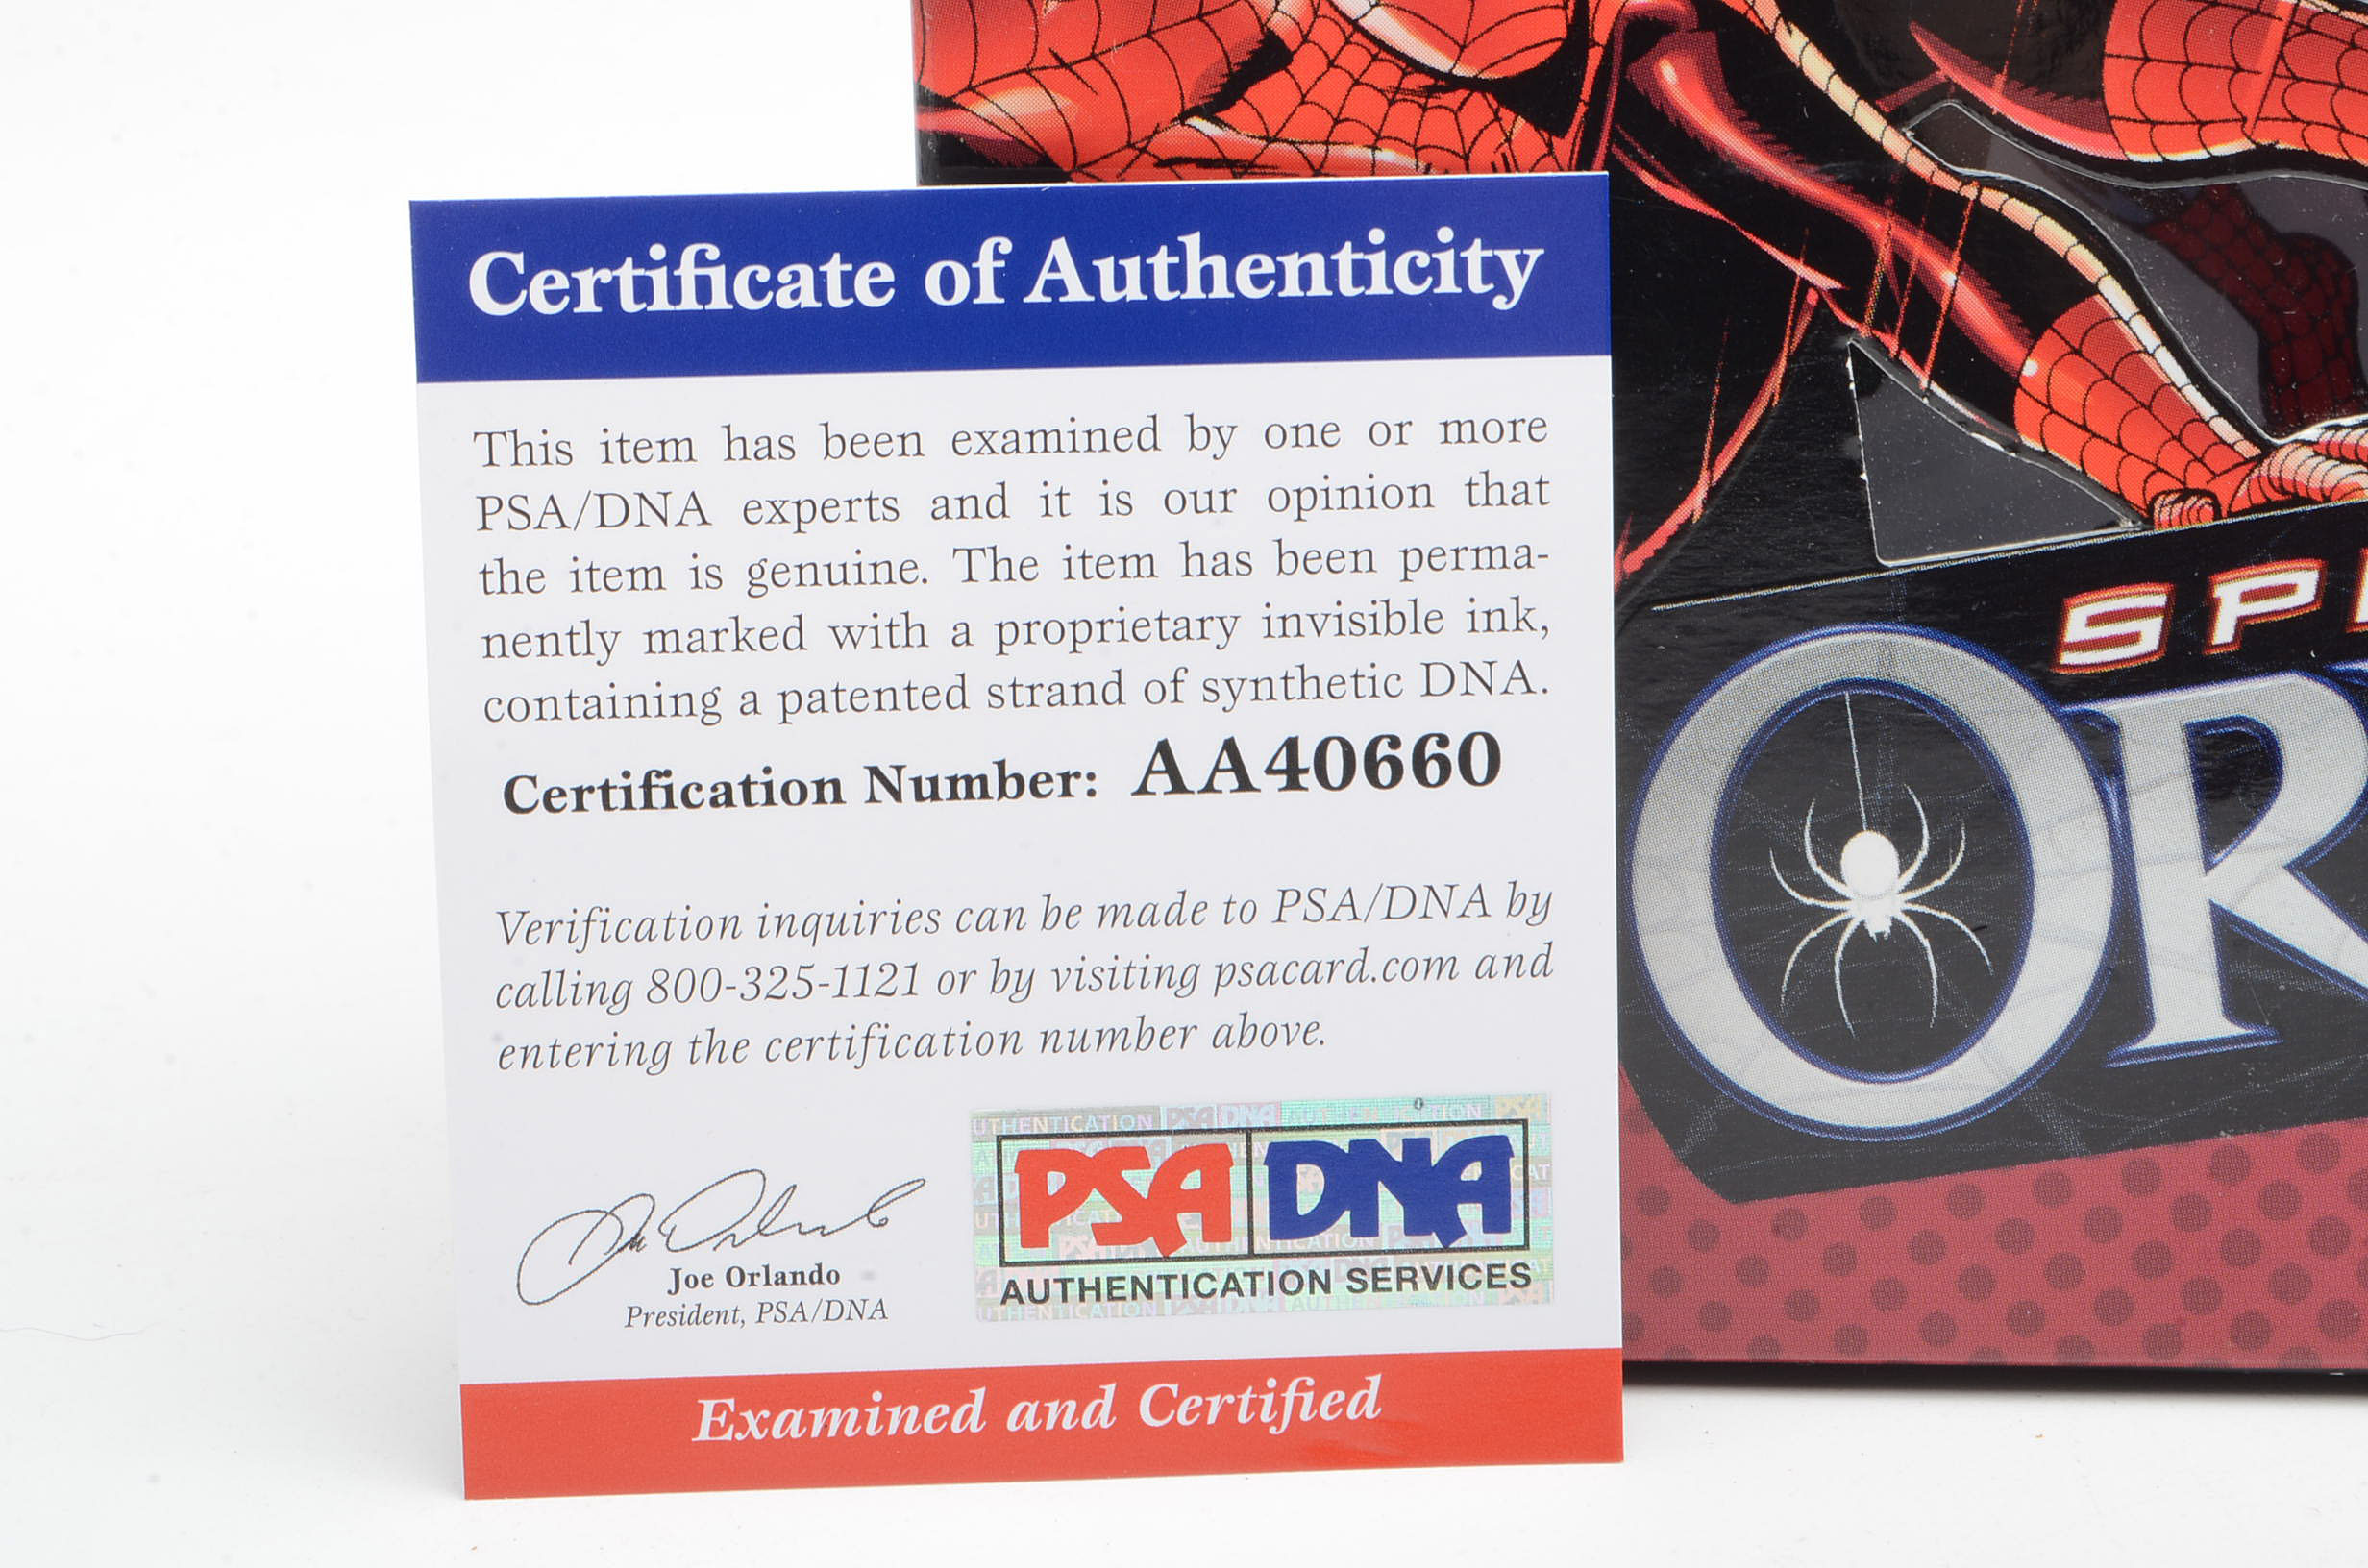 Certificate of Authenticity
This item has been examined by one or more
PSA/DNA experts and it is our opinion that
the item is genuine. The item has been perma-
nently marked with a proprietary invisible ink,
containing a patented strand of synthetic DNA.
Certification Number: AA40660
Verification inquiries can be made to PSA/DNA by
calling 800-325-1121 or by visiting psacard.com and
entering the certification number above.
Joe Orlando
President, PSA/DNA
PSA DNA
AUTHENTICATION SERVICES
Examined and Certified
SP
OR